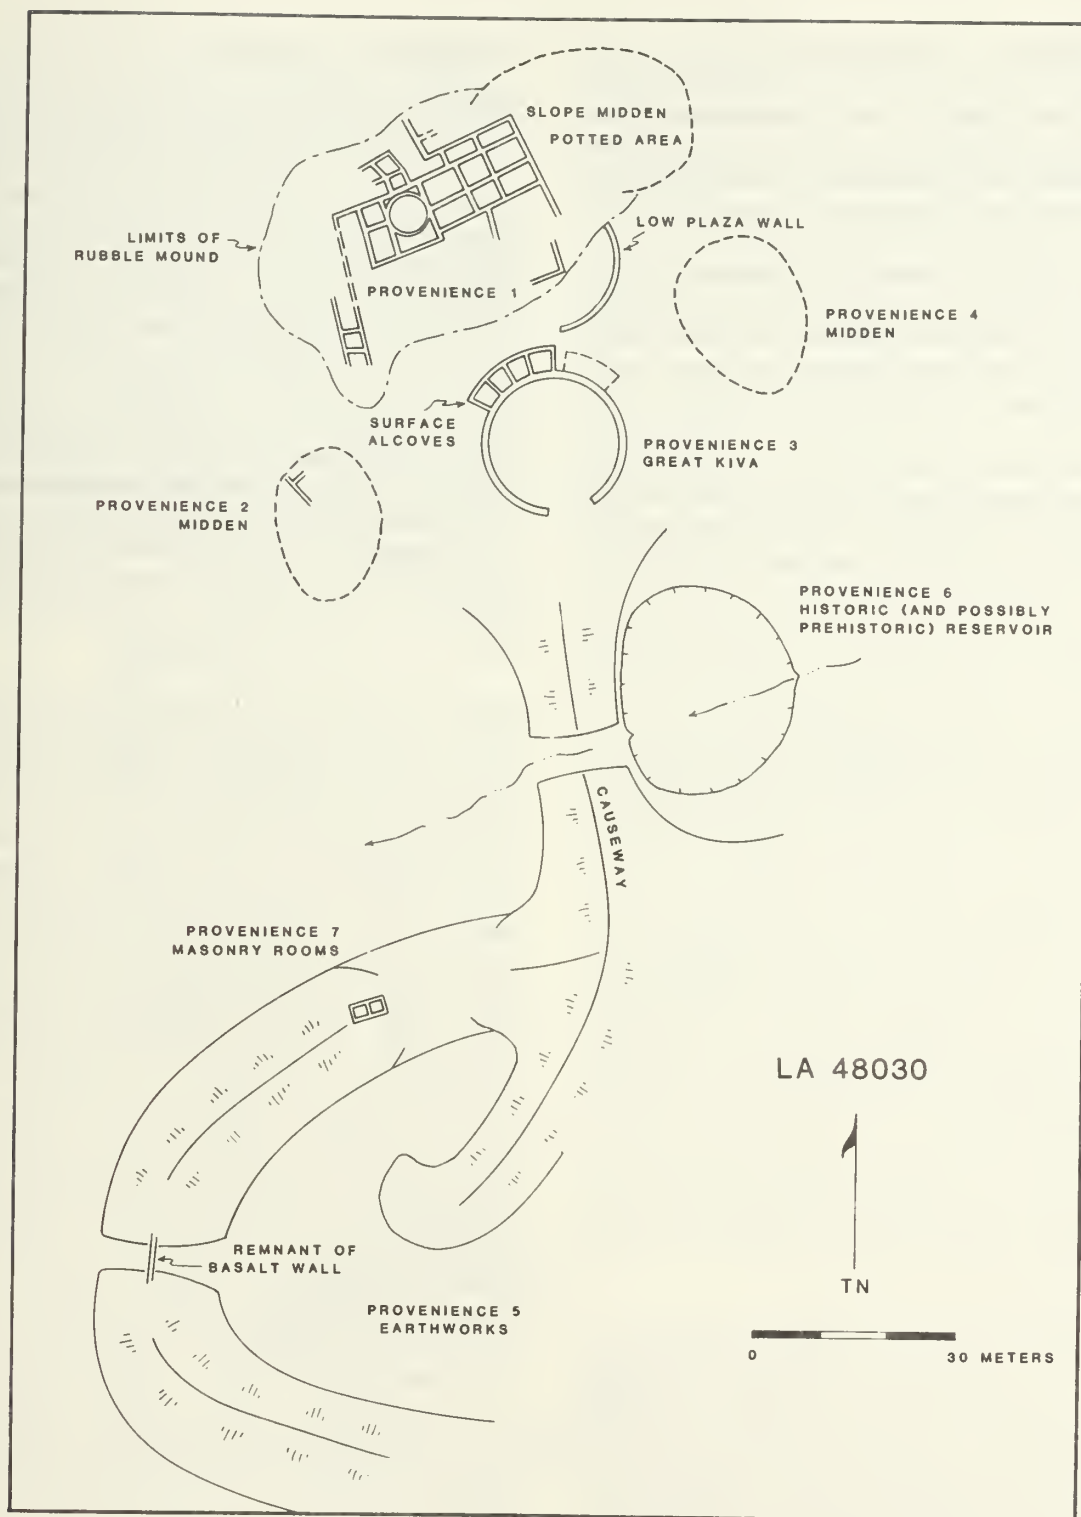 SLOPE MIDDEN
POTTED AREA
LOW PLAZA WALL
LIMITS OF
RUBBLE MOUND
PROVENIENCE 1
PROVENIENCE 4
MIDDEN
SURFACE
ALCOVES
PROVENIENCE 3
GREAT KIVA
PROVENIENCE 2
MIDDEN
PROVENIENCE 6
HISTORIC (AND POSSIBLY
PREHISTORIC) RESERVOIR
CAUSEWAY
PROVENIENCE 7
MASONRY ROOMS
LA 48030
REMNANT OF
BASALT WALL
TN
PROVENIENCE 5
EARTHWORKS
0 30 METERS